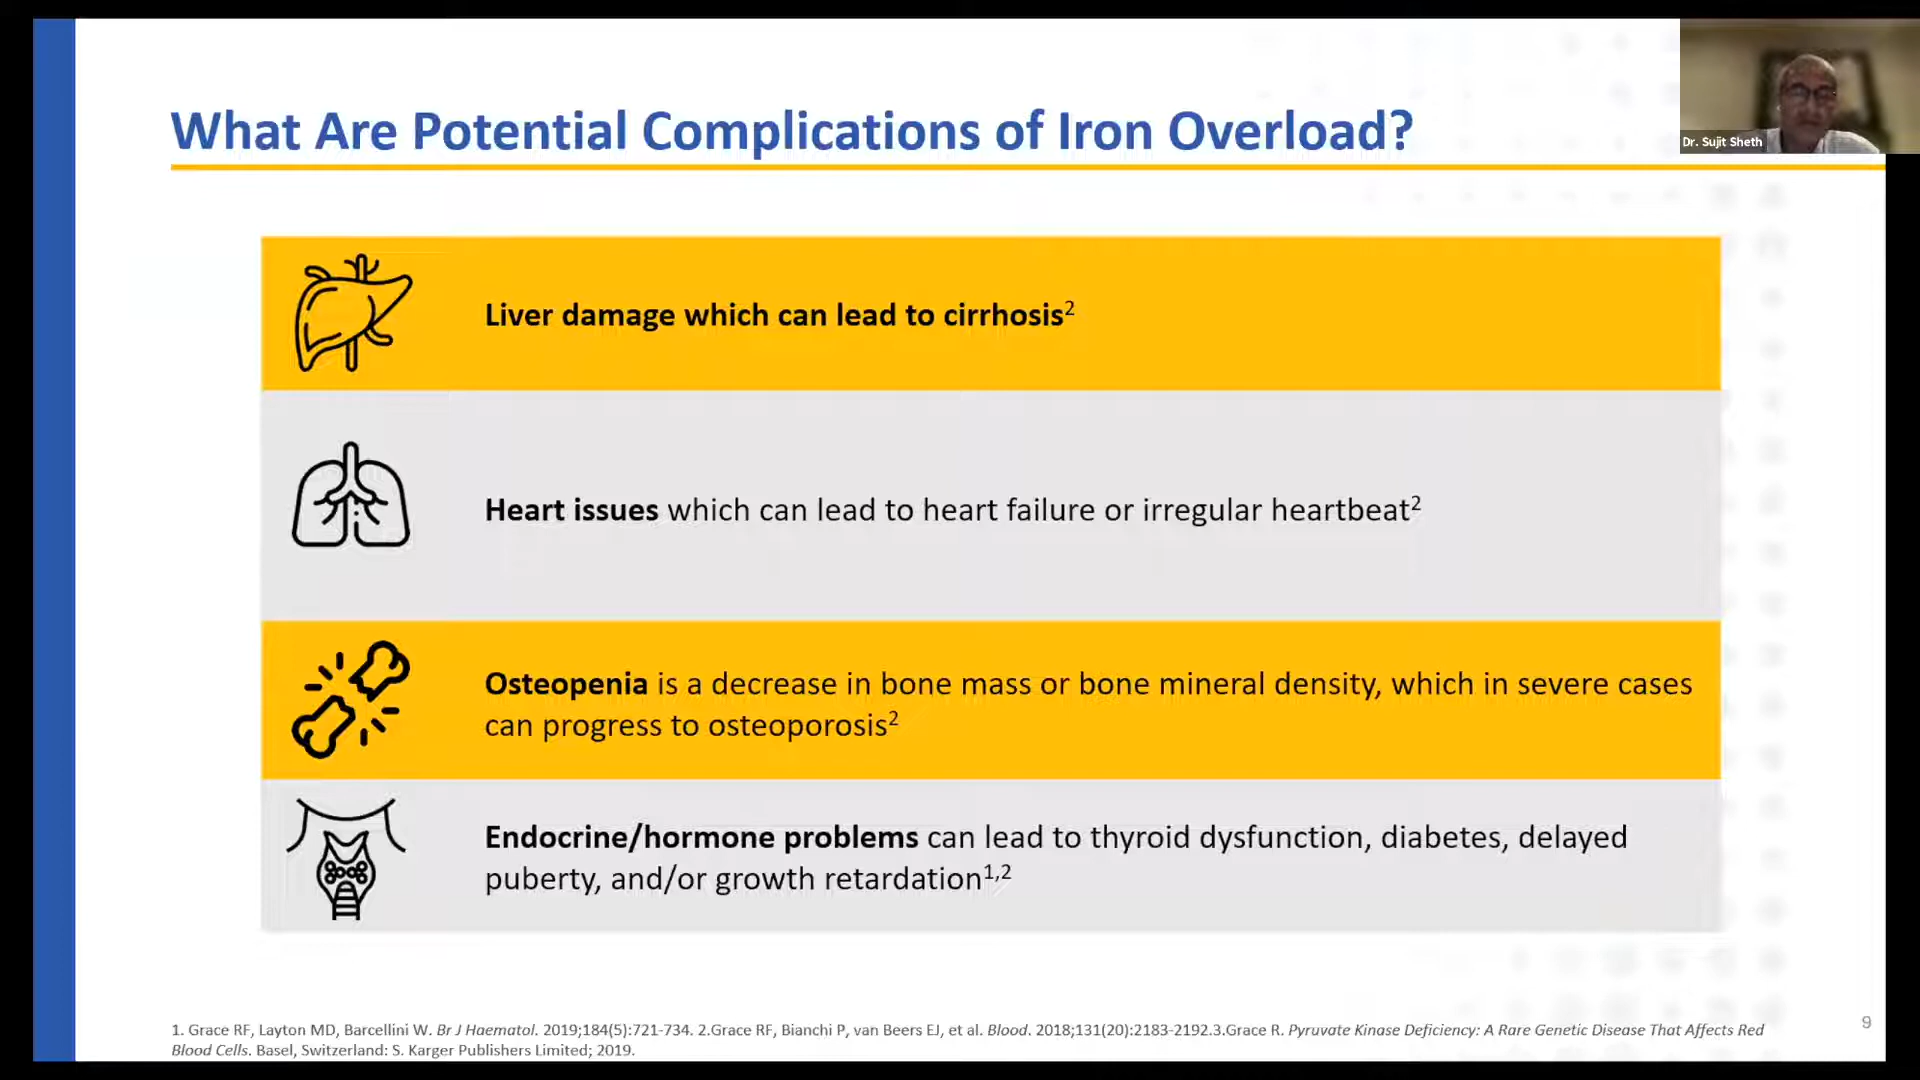 What Are Potential Complications of Iron Overload?
Dr. Sujit Sheth
Liver damage which can lead to cirrhosis2
Heart issues which can lead to heart failure or irregular heartbeat2
Osteopenia is a decrease in bone mass or bone mineral density, which in severe cases
can progress to osteoporosis2
Endocrine/hormone problems can lead to thyroid dysfunction, diabetes, delayed
puberty, and/or growth retardation1,2
1. Grace RF, Layton MD, Barcellini W. Br J Haematol. 2019;184(5):721-734. 2.Grace RF, Bianchi P, van Beers EJ, et al. Blood. 2018;131(20):2183-2192.3.Grace R. Pyruvate Kinase Deficiency: A Rare Genetic Disease That Affects Red
Blood Cells. Basel, Switzerland: S. Karger Publishers Limited; 2019.
9